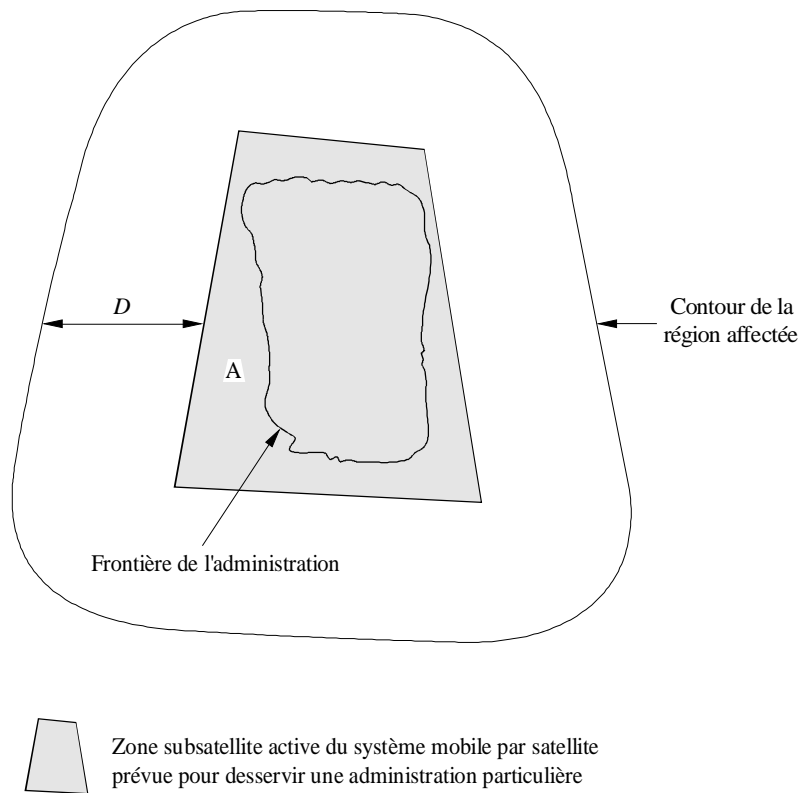 D
Contour de la
région affectée
A
Frontière de l'administration
Zone subsatellite active du système mobile par satellite
prévue pour desservir une administration particulière